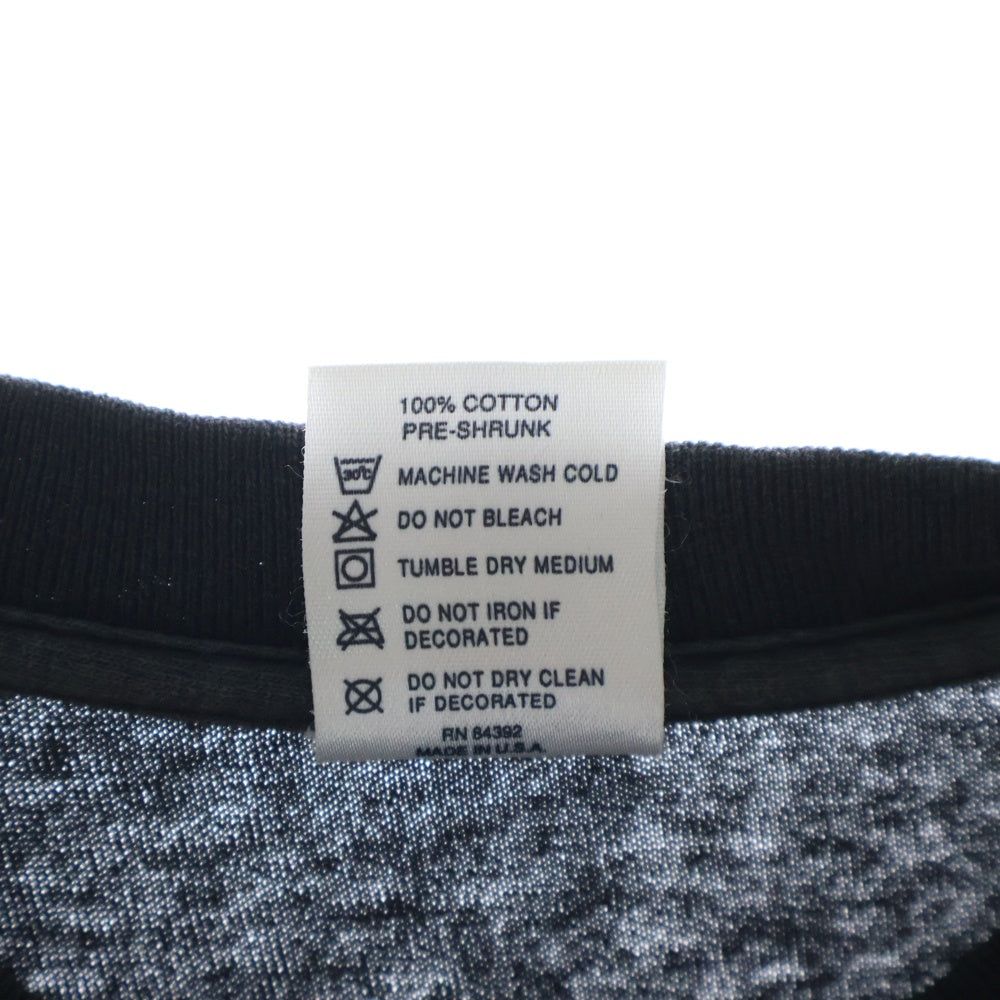 100% COTTON
PRE-SHRUNK
30°C MACHINE WASH COLD
DO NOT BLEACH
TUMBLE DRY MEDIUM
DO NOT IRON IF
DECORATED
DO NOT DRY CLEAN
IF DECORATED
RN 64392
MADE IN U.S.A.